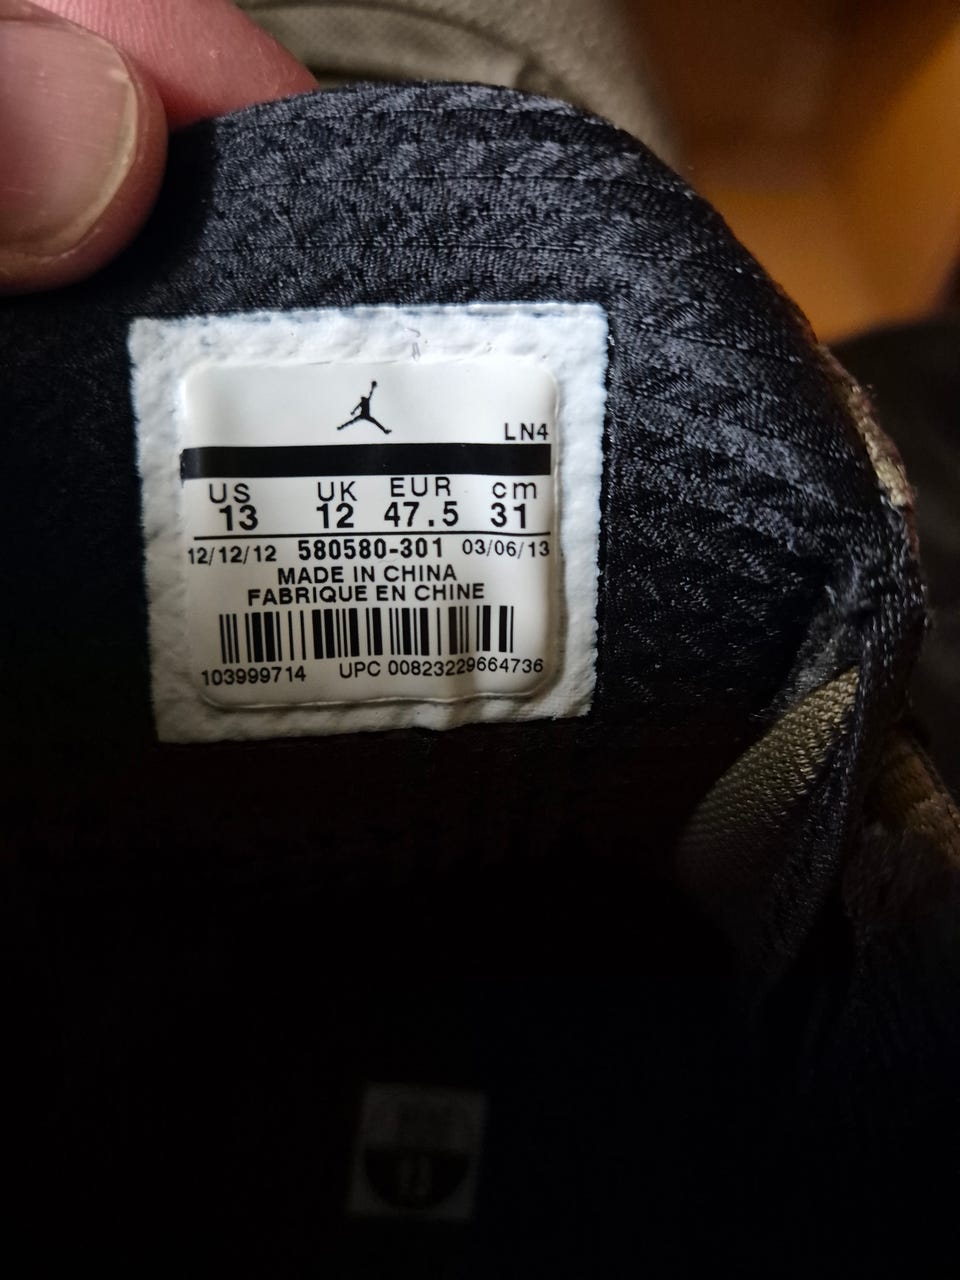 LN4
US UK EUR cm
13 12 47.5 31
12/12/12 580580-301 03/06/13
MADE IN CHINA
FABRIQUE EN CHINE
103999714 UPC 00823229664736